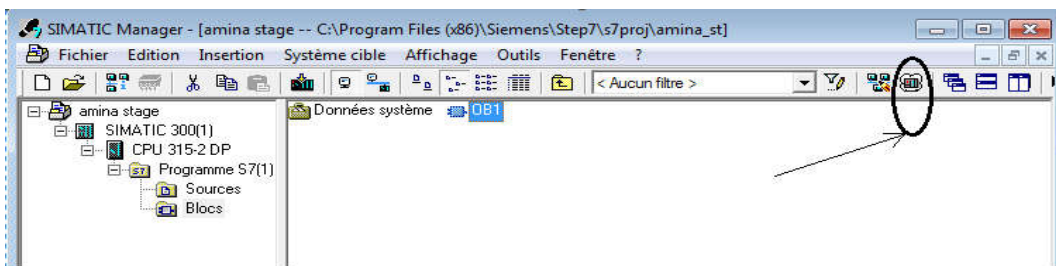 SIMATIC Manager - [amina stage -- C:\Program Files (x86)\Siemens\Step7\s7proj\amina_st]
Fichier Edition Insertion Système cible Affichage Outils Fenêtre ?
< Aucun filtre >
amina stage
SIMATIC 300(1)
CPU 315-2 DP
Programme S7(1)
Sources
Blocs
Données système OB1